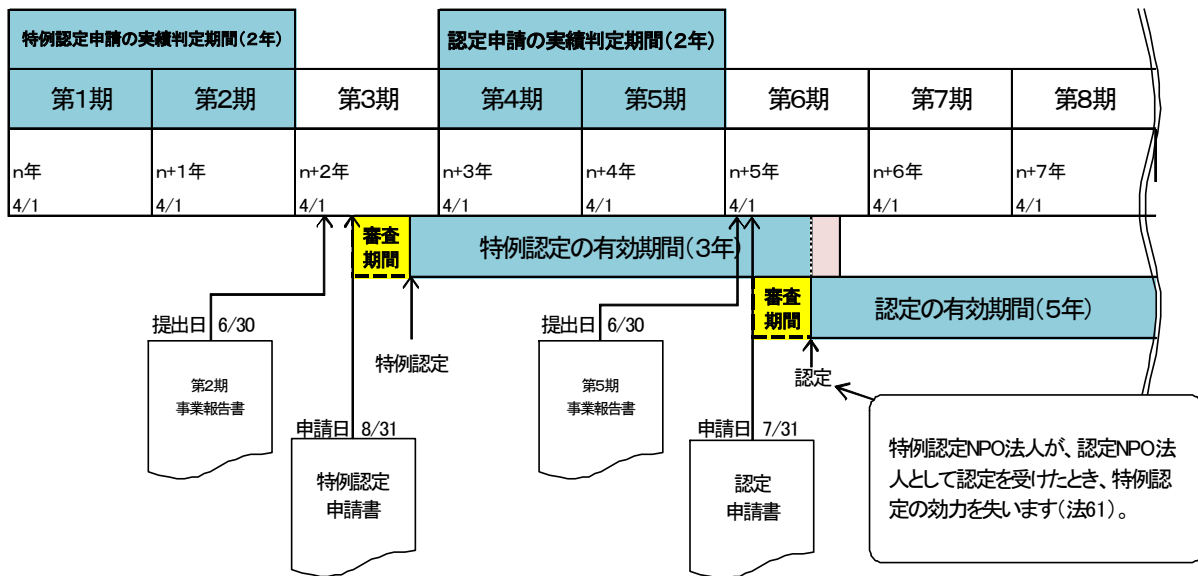 特例認定申請の実績判定期間(2年)
認定申請の実績判定期間(2年)
第1期
第2期
第3期
第4期
第5期
第6期
第7期
第8期
n年
n+1年
n+2年
n+3年
n+4年
n+5年
n+6年
n+7年
4/1
4/1
4/1
4/1
4/1
4/1
4/1
4/1
審査
期間
特例認定の有効期間(3年)
審査
期間
認定の有効期間(5年)
提出日 6/30
第2期
事業報告書
特例認定
提出日 6/30
第5期
事業報告書
認定
申請日 8/31
特例認定
申請書
申請日 7/31
認定
申請書
特例認定NPO法人が、認定NPO法
人として認定を受けたとき、特例認
定の効力を失います(法61)。